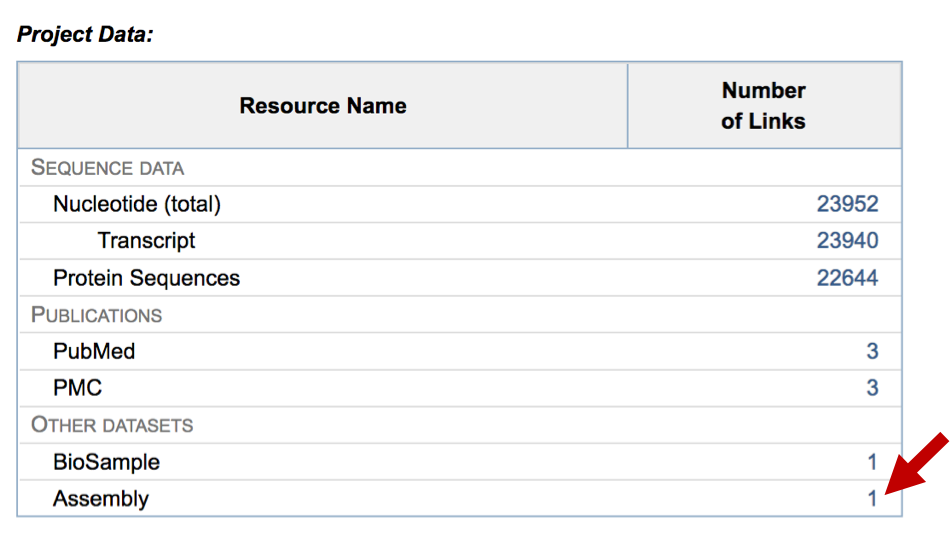 Project Data:
Resource Name
Number
of Links
SEQUENCE DATA
Nucleotide (total) 23952
Transcript 23940
Protein Sequences 22644
PUBLICATIONS
PubMed 3
PMC 3
OTHER DATASETS
BioSample 1
Assembly 1